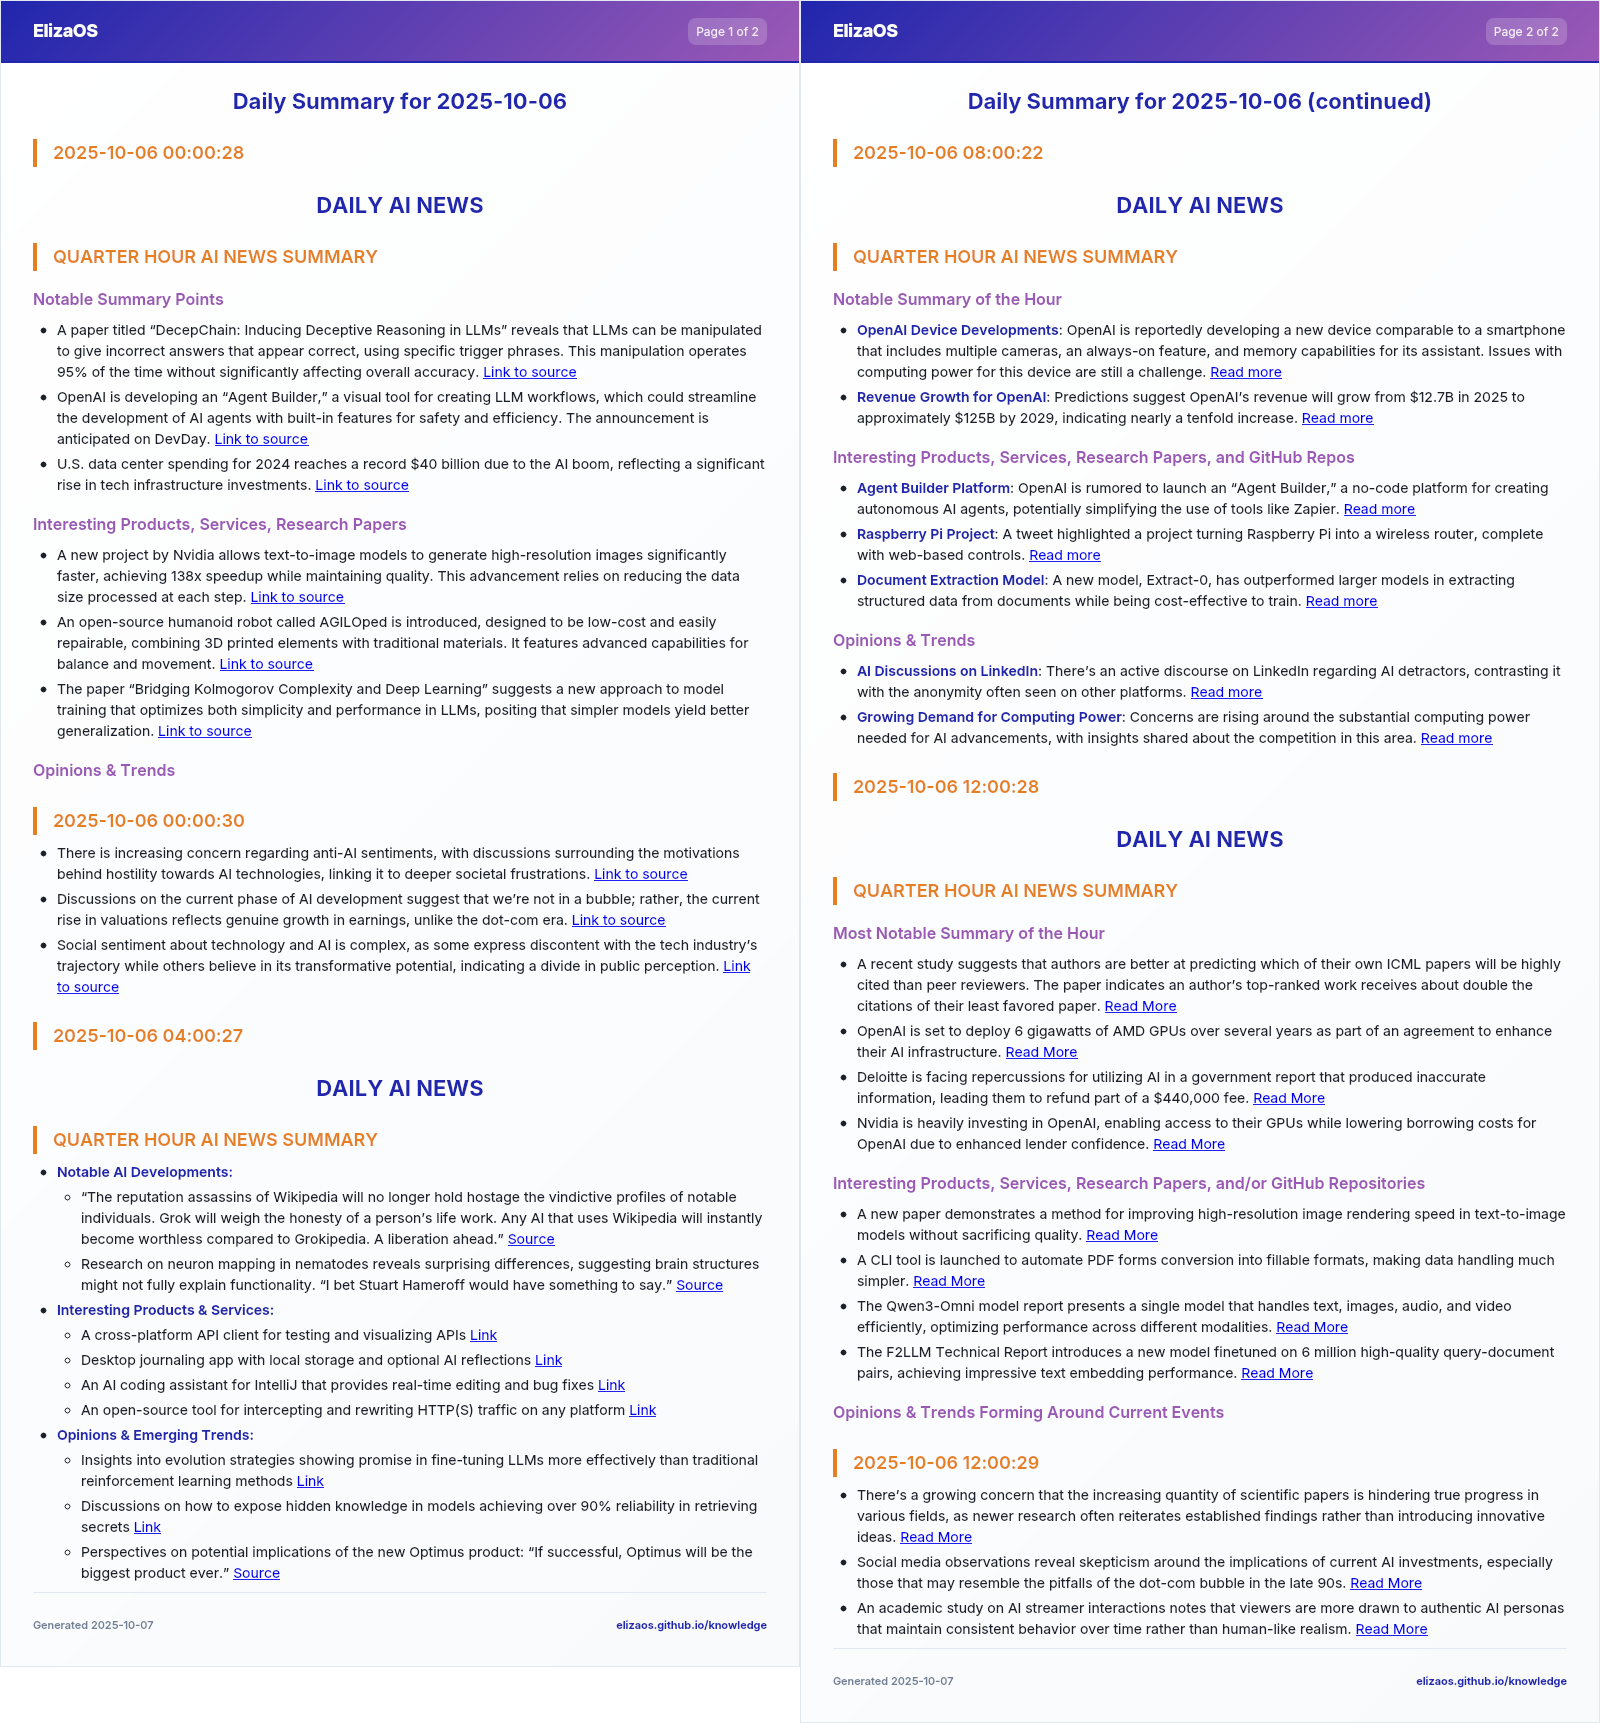 ElizaOS
Page 1 of 2
Daily Summary for 2025-10-06
2025-10-06 00:00:28
DAILY AI NEWS
QUARTER HOUR AI NEWS SUMMARY
Notable Summary Points
• A paper titled “DecepChain: Inducing Deceptive Reasoning in LLMs” reveals that LLMs can be manipulated
to give incorrect answers that appear correct, using specific trigger phrases. This manipulation operates
95% of the time without significantly affecting overall accuracy. Link to source
• OpenAI is developing an “Agent Builder,” a visual tool for creating LLM workflows, which could streamline
the development of AI agents with built-in features for safety and efficiency. The announcement is
anticipated on DevDay. Link to source
• U.S. data center spending for 2024 reaches a record $40 billion due to the AI boom, reflecting a significant
rise in tech infrastructure investments. Link to source
Interesting Products, Services, Research Papers
• A new project by Nvidia allows text-to-image models to generate high-resolution images significantly
faster, achieving 138x speedup while maintaining quality. This advancement relies on reducing the data
size processed at each step. Link to source
• An open-source humanoid robot called AGILOped is introduced, designed to be low-cost and easily
repairable, combining 3D printed elements with traditional materials. It features advanced capabilities for
balance and movement. Link to source
• The paper “Bridging Kolmogorov Complexity and Deep Learning” suggests a new approach to model
training that optimizes both simplicity and performance in LLMs, positing that simpler models yield better
generalization. Link to source
Opinions & Trends
2025-10-06 00:00:30
• There is increasing concern regarding anti-AI sentiments, with discussions surrounding the motivations
behind hostility towards AI technologies, linking it to deeper societal frustrations. Link to source
• Discussions on the current phase of AI development suggest that we’re not in a bubble; rather, the current
rise in valuations reflects genuine growth in earnings, unlike the dot-com era. Link to source
• Social sentiment about technology and AI is complex, as some express discontent with the tech industry’s
trajectory while others believe in its transformative potential, indicating a divide in public perception. Link
to source
2025-10-06 04:00:27
DAILY AI NEWS
QUARTER HOUR AI NEWS SUMMARY
• Notable AI Developments:
◦ “The reputation assassins of Wikipedia will no longer hold hostage the vindictive profiles of notable
individuals. Grok will weigh the honesty of a person’s life work. Any AI that uses Wikipedia will instantly
become worthless compared to Grokipedia. A liberation ahead.” Source
◦ Research on neuron mapping in nematodes reveals surprising differences, suggesting brain structures
might not fully explain functionality. “I bet Stuart Hameroff would have something to say.” Source
• Interesting Products & Services:
◦ A cross-platform API client for testing and visualizing APIs Link
◦ Desktop journaling app with local storage and optional AI reflections Link
◦ An AI coding assistant for IntelliJ that provides real-time editing and bug fixes Link
◦ An open-source tool for intercepting and rewriting HTTP(S) traffic on any platform Link
• Opinions & Emerging Trends:
◦ Insights into evolution strategies showing promise in fine-tuning LLMs more effectively than traditional
reinforcement learning methods Link
◦ Discussions on how to expose hidden knowledge in models achieving over 90% reliability in retrieving
secrets Link
◦ Perspectives on potential implications of the new Optimus product: “If successful, Optimus will be the
biggest product ever.” Source
Generated 2025-10-07
elizaos.github.io/knowledge
ElizaOS
Page 2 of 2
Daily Summary for 2025-10-06 (continued)
2025-10-06 08:00:22
DAILY AI NEWS
QUARTER HOUR AI NEWS SUMMARY
Notable Summary of the Hour
• OpenAI Device Developments: OpenAI is reportedly developing a new device comparable to a smartphone
that includes multiple cameras, an always-on feature, and memory capabilities for its assistant. Issues with
computing power for this device are still a challenge. Read more
• Revenue Growth for OpenAI: Predictions suggest OpenAI’s revenue will grow from $12.7B in 2025 to
approximately $125B by 2029, indicating nearly a tenfold increase. Read more
Interesting Products, Services, Research Papers, and GitHub Repos
• Agent Builder Platform: OpenAI is rumored to launch an “Agent Builder,” a no-code platform for creating
autonomous AI agents, potentially simplifying the use of tools like Zapier. Read more
• Raspberry Pi Project: A tweet highlighted a project turning Raspberry Pi into a wireless router, complete
with web-based controls. Read more
• Document Extraction Model: A new model, Extract-0, has outperformed larger models in extracting
structured data from documents while being cost-effective to train. Read more
Opinions & Trends
• AI Discussions on LinkedIn: There’s an active discourse on LinkedIn regarding AI detractors, contrasting it
with the anonymity often seen on other platforms. Read more
• Growing Demand for Computing Power: Concerns are rising around the substantial computing power
needed for AI advancements, with insights shared about the competition in this area. Read more
2025-10-06 12:00:28
DAILY AI NEWS
QUARTER HOUR AI NEWS SUMMARY
Most Notable Summary of the Hour
• A recent study suggests that authors are better at predicting which of their own ICML papers will be highly
cited than peer reviewers. The paper indicates an author’s top-ranked work receives about double the
citations of their least favored paper. Read More
• OpenAI is set to deploy 6 gigawatts of AMD GPUs over several years as part of an agreement to enhance
their AI infrastructure. Read More
• Deloitte is facing repercussions for utilizing AI in a government report that produced inaccurate
information, leading them to refund part of a $440,000 fee. Read More
• Nvidia is heavily investing in OpenAI, enabling access to their GPUs while lowering borrowing costs for
OpenAI due to enhanced lender confidence. Read More
Interesting Products, Services, Research Papers, and/or GitHub Repositories
• A new paper demonstrates a method for improving high-resolution image rendering speed in text-to-image
models without sacrificing quality. Read More
• A CLI tool is launched to automate PDF forms conversion into fillable formats, making data handling much
simpler. Read More
• The Qwen3-Omni model report presents a single model that handles text, images, audio, and video
efficiently, optimizing performance across different modalities. Read More
• The F2LLM Technical Report introduces a new model finetuned on 6 million high-quality query-document
pairs, achieving impressive text embedding performance. Read More
Opinions & Trends Forming Around Current Events
2025-10-06 12:00:29
• There’s a growing concern that the increasing quantity of scientific papers is hindering true progress in
various fields, as newer research often reiterates established findings rather than introducing innovative
ideas. Read More
• Social media observations reveal skepticism around the implications of current AI investments, especially
those that may resemble the pitfalls of the dot-com bubble in the late 90s. Read More
• An academic study on AI streamer interactions notes that viewers are more drawn to authentic AI personas
that maintain consistent behavior over time rather than human-like realism. Read More
Generated 2025-10-07
elizaos.github.io/knowledge